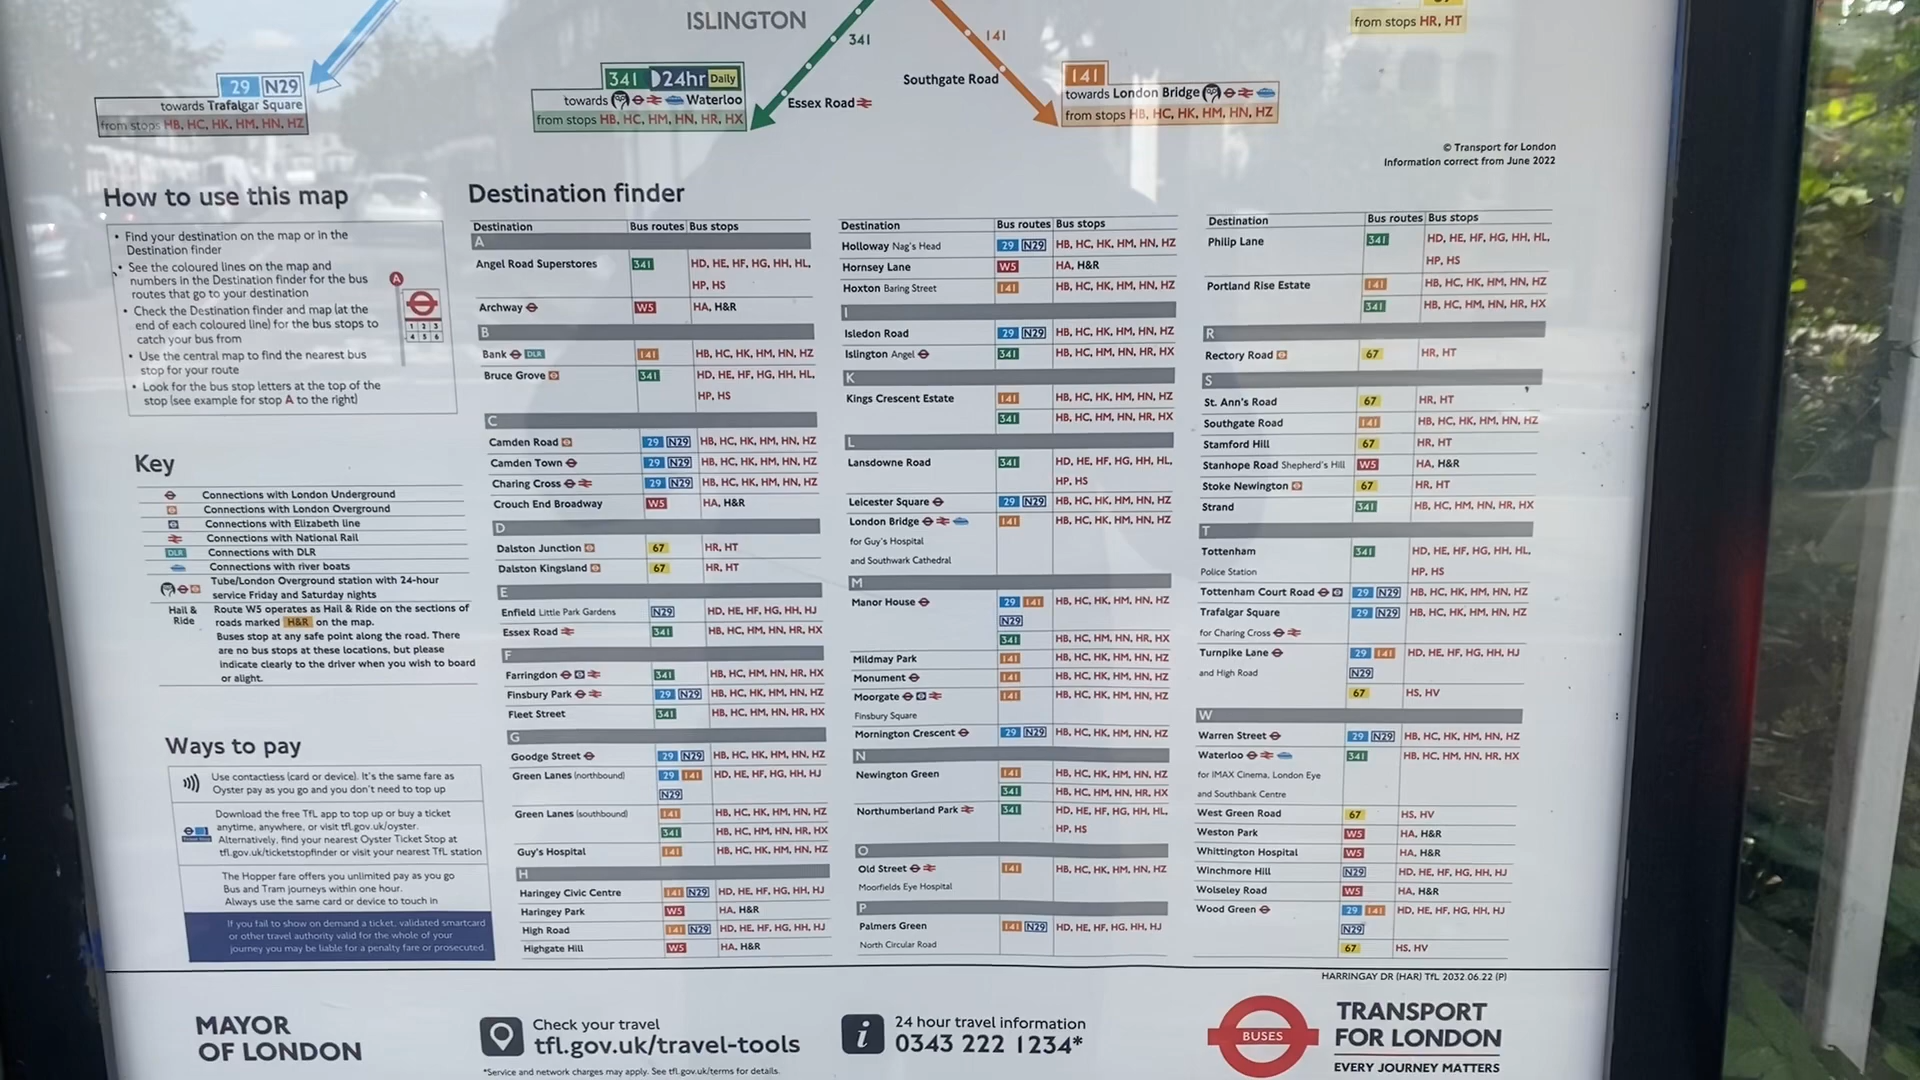 ISLINGTON
341
141
from stops HR, HT
29 N29
towards Trafalgar Square
from stops HB, HC, HK, HM, HN, HZ
341 24hr Daily
towards Waterloo
from stops HB, HC, HM, HN, HR, HX
Essex Road
Southgate Road
141
towards London Bridge
from stops HB, HC, HK, HM, HN, HZ
© Transport for London
Information correct from June 2022
How to use this map
• Find your destination on the map or in the
Destination finder
• See the coloured lines on the map and
numbers in the Destination finder for the bus
routes that go to your destination
• Check the Destination finder and map (at the
end of each coloured line) for the bus stops to
catch your bus from
• Use the central map to find the nearest bus
stop for your route
• Look for the bus stop letters at the top of the
stop (see example for stop A to the right)
A
1 2 3
4 5 6
Key
Connections with London Underground
Connections with London Overground
Connections with Elizabeth line
Connections with National Rail
DLR Connections with DLR
Connections with river boats
Tube/London Overground station with 24-hour
service Friday and Saturday nights
Hail & Ride
Route W5 operates as Hail & Ride on the sections of
roads marked H&R on the map.
Buses stop at any safe point along the road. There
are no bus stops at these locations, but please
indicate clearly to the driver when you wish to board
or alight.
Ways to pay
Use contactless (card or device). It's the same fare as
Oyster pay as you go and you don't need to top up
Download the free TfL app to top up or buy a ticket
anytime, anywhere, or visit tfl.gov.uk/oyster.
Alternatively, find your nearest Oyster Ticket Stop at
tfl.gov.uk/ticketstopfinder or visit your nearest TfL station
The Hopper fare offers you unlimited pay as you go
Bus and Tram journeys within one hour.
Always use the same card or device to touch in
If you fail to show on demand a ticket, validated smartcard
or other travel authority valid for the whole of your
journey you may be liable for a penalty fare or prosecuted.
Destination finder
Destination Bus routes Bus stops
A
Angel Road Superstores 341 HD, HE, HF, HG, HH, HL,
HP, HS
Archway W5 HA, H&R
B
Bank DLR 141 HB, HC, HK, HM, HN, HZ
Bruce Grove 341 HD, HE, HF, HG, HH, HL,
HP, HS
C
Camden Road 29 N29 HB, HC, HK, HM, HN, HZ
Camden Town 29 N29 HB, HC, HK, HM, HN, HZ
Charing Cross 29 N29 HB, HC, HK, HM, HN, HZ
Crouch End Broadway W5 HA, H&R
D
Dalston Junction 67 HR, HT
Dalston Kingsland 67 HR, HT
E
Enfield Little Park Gardens N29 HD, HE, HF, HG, HH, HJ
Essex Road 341 HB, HC, HM, HN, HR, HX
F
Farringdon 341 HB, HC, HM, HN, HR, HX
Finsbury Park 29 N29 HB, HC, HK, HM, HN, HZ
Fleet Street 341 HB, HC, HM, HN, HR, HX
G
Goodge Street 29 N29 HB, HC, HK, HM, HN, HZ
Green Lanes (northbound) 29 141 HD, HE, HF, HG, HH, HJ
N29
Green Lanes (southbound) 141 HB, HC, HK, HM, HN, HZ
341 HB, HC, HM, HN, HR, HX
Guy's Hospital 141 HB, HC, HK, HM, HN, HZ
H
Haringey Civic Centre 141 N29 HD, HE, HF, HG, HH, HJ
Haringey Park W5 HA, H&R
High Road 141 N29 HD, HE, HF, HG, HH, HJ
Highgate Hill W5 HA, H&R
Destination Bus routes Bus stops
Holloway Nag's Head 29 N29 HB, HC, HK, HM, HN, HZ
Hornsey Lane W5 HA, H&R
Hoxton Baring Street 141 HB, HC, HK, HM, HN, HZ
I
Isledon Road 29 N29 HB, HC, HK, HM, HN, HZ
Islington Angel 341 HB, HC, HM, HN, HR, HX
K
Kings Crescent Estate 141 HB, HC, HK, HM, HN, HZ
341 HB, HC, HM, HN, HR, HX
L
Lansdowne Road 341 HD, HE, HF, HG, HH, HL,
HP, HS
Leicester Square 29 N29 HB, HC, HK, HM, HN, HZ
London Bridge 141 HB, HC, HK, HM, HN, HZ
for Guy's Hospital
and Southwark Cathedral
M
Manor House 29 141 HB, HC, HK, HM, HN, HZ
N29
341 HB, HC, HM, HN, HR, HX
Mildmay Park 141 HB, HC, HK, HM, HN, HZ
Monument 141 HB, HC, HK, HM, HN, HZ
Moorgate 141 HB, HC, HK, HM, HN, HZ
Finsbury Square
Mornington Crescent 29 N29 HB, HC, HK, HM, HN, HZ
N
Newington Green 141 HB, HC, HK, HM, HN, HZ
341 HB, HC, HM, HN, HR, HX
Northumberland Park 341 HD, HE, HF, HG, HH, HL,
HP, HS
O
Old Street 141 HB, HC, HK, HM, HN, HZ
Moorfields Eye Hospital
P
Palmers Green 141 N29 HD, HE, HF, HG, HH, HJ
North Circular Road
Destination Bus routes Bus stops
Philip Lane 341 HD, HE, HF, HG, HH, HL,
HP, HS
Portland Rise Estate 141 HB, HC, HK, HM, HN, HZ
341 HB, HC, HM, HN, HR, HX
R
Rectory Road 67 HR, HT
S
St. Ann's Road 67 HR, HT
Southgate Road 141 HB, HC, HK, HM, HN, HZ
Stamford Hill 67 HR, HT
Stanhope Road Shepherd's Hill W5 HA, H&R
Stoke Newington 67 HR, HT
Strand 341 HB, HC, HM, HN, HR, HX
T
Tottenham 341 HD, HE, HF, HG, HH, HL,
Police Station HP, HS
Tottenham Court Road 29 N29 HB, HC, HK, HM, HN, HZ
Trafalgar Square 29 N29 HB, HC, HK, HM, HN, HZ
for Charing Cross
Turnpike Lane 29 141 HD, HE, HF, HG, HH, HJ
and High Road N29
67 HS, HV
W
Warren Street 29 N29 HB, HC, HK, HM, HN, HZ
Waterloo 341 HB, HC, HM, HN, HR, HX
for IMAX Cinema, London Eye
and Southbank Centre
West Green Road 67 HS, HV
Weston Park W5 HA, H&R
Whittington Hospital W5 HA, H&R
Winchmore Hill N29 HD, HE, HF, HG, HH, HJ
Wolseley Road W5 HA, H&R
Wood Green 29 141 HD, HE, HF, HG, HH, HJ
N29
67 HS, HV
HARRINGAY DR (HAR) TfL 2032.06.22 (P)
MAYOR
OF LONDON
Check your travel
tfl.gov.uk/travel-tools
*Service and network charges may apply. See tfl.gov.uk/terms for details.
24 hour travel information
0343 222 1234*
BUSES
TRANSPORT
FOR LONDON
EVERY JOURNEY MATTERS